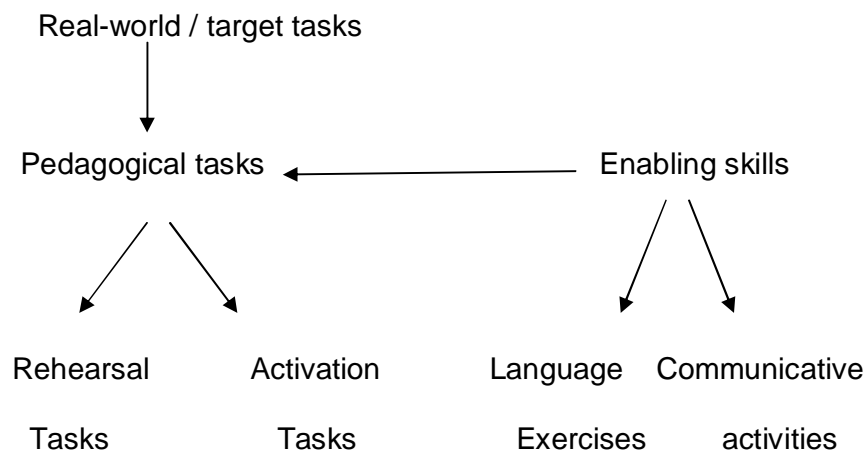 Real-world / target tasks
Pedagogical tasks
Enabling skills
Rehearsal
Tasks
Activation
Tasks
Language
Exercises
Communicative
activities